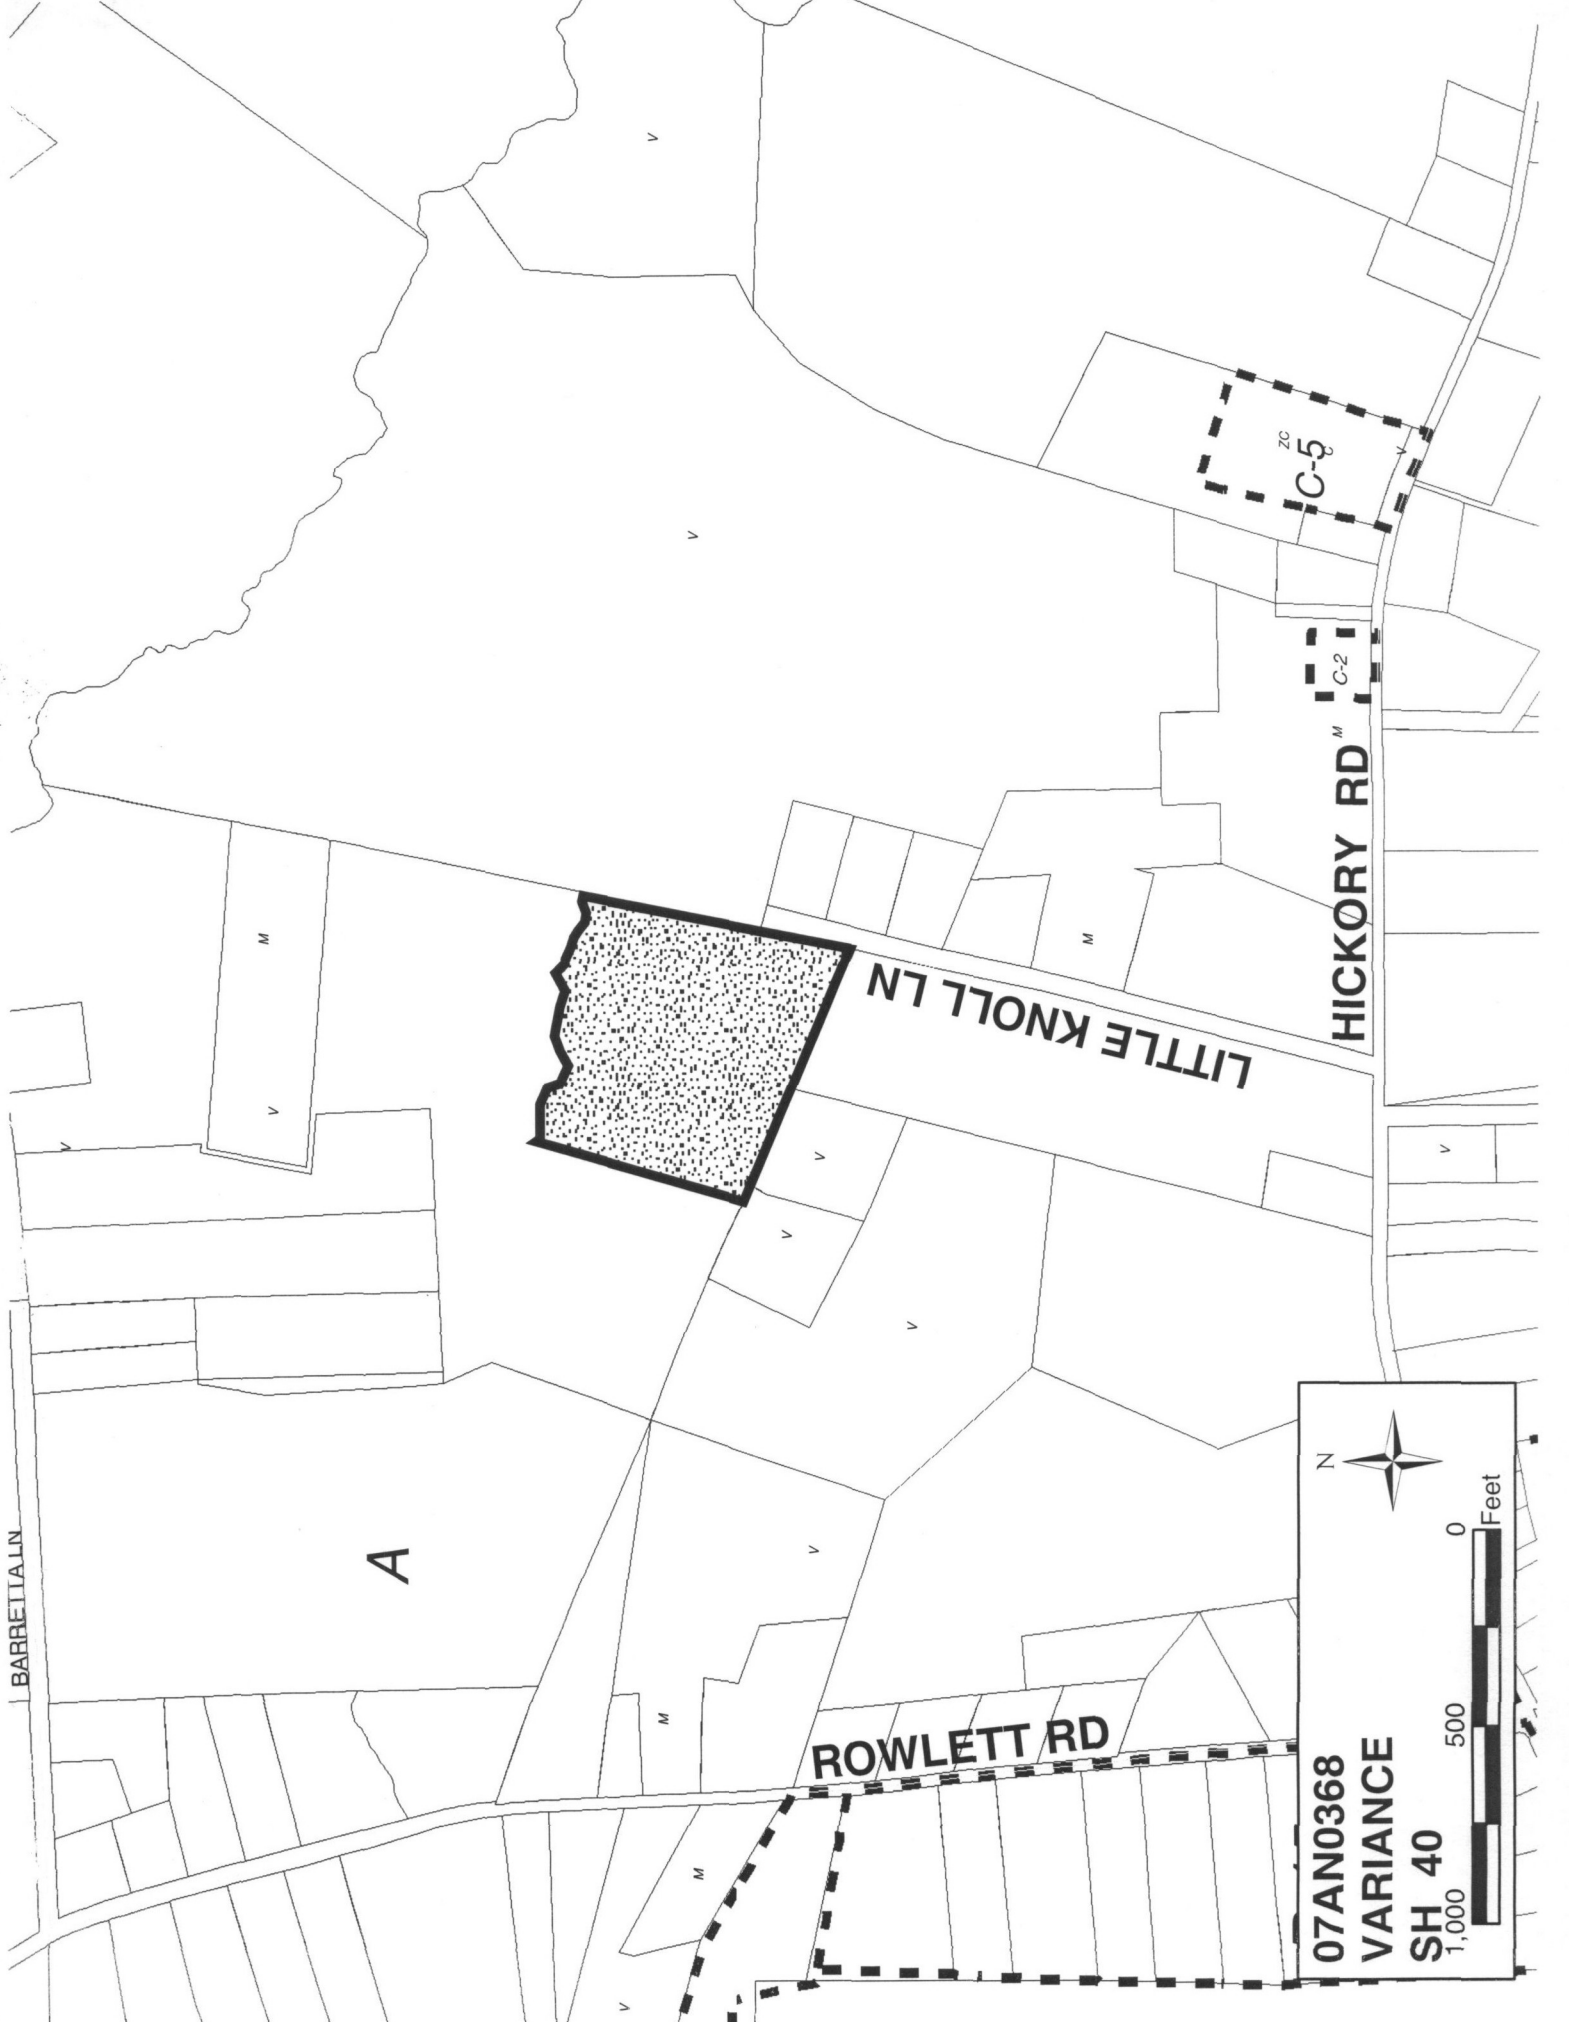 BARRETTA LN
V
V
M
V
V
V
A
LITTLE KNOLL LN
M
V
V
V
V
M
M
V
ROWLETT RD
HICKORY RD
M
C-2
ZC
C-5
C
V
V
07AN0368
VARIANCE
SH 40
N
1,000 500 0
Feet